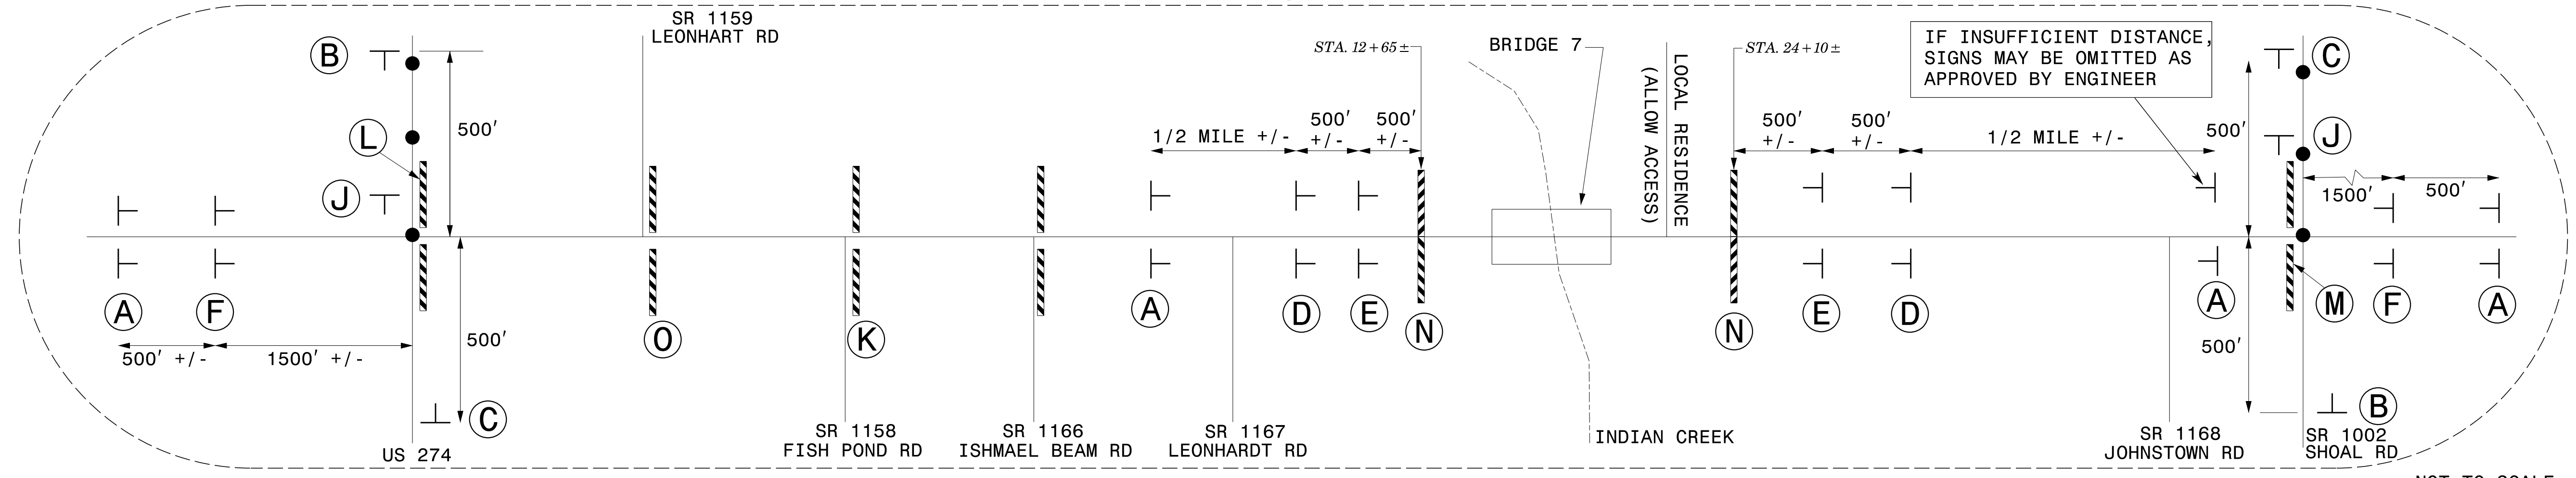 SR 1159
LEONHART RD
B
L
J
500'
A
F
500' +/-
1500' +/-
500'
C
US 274
O
K
SR 1158
FISH POND RD
SR 1166
ISHMAEL BEAM RD
1/2 MILE +/-
500'
+/-
500'
+/-
A
D
E
N
SR 1167
LEONHARDT RD
STA. 12+65±
BRIDGE 7
INDIAN CREEK
LOCAL RESIDENCE
(ALLOW ACCESS)
STA. 24+10±
500'
+/-
500'
+/-
1/2 MILE +/-
N
E
D
A
IF INSUFFICIENT DISTANCE,
SIGNS MAY BE OMITTED AS
APPROVED BY ENGINEER
500'
C
J
1500'
500'
M
F
A
500'
B
SR 1168
JOHNSTOWN RD
SR 1002
SHOAL RD